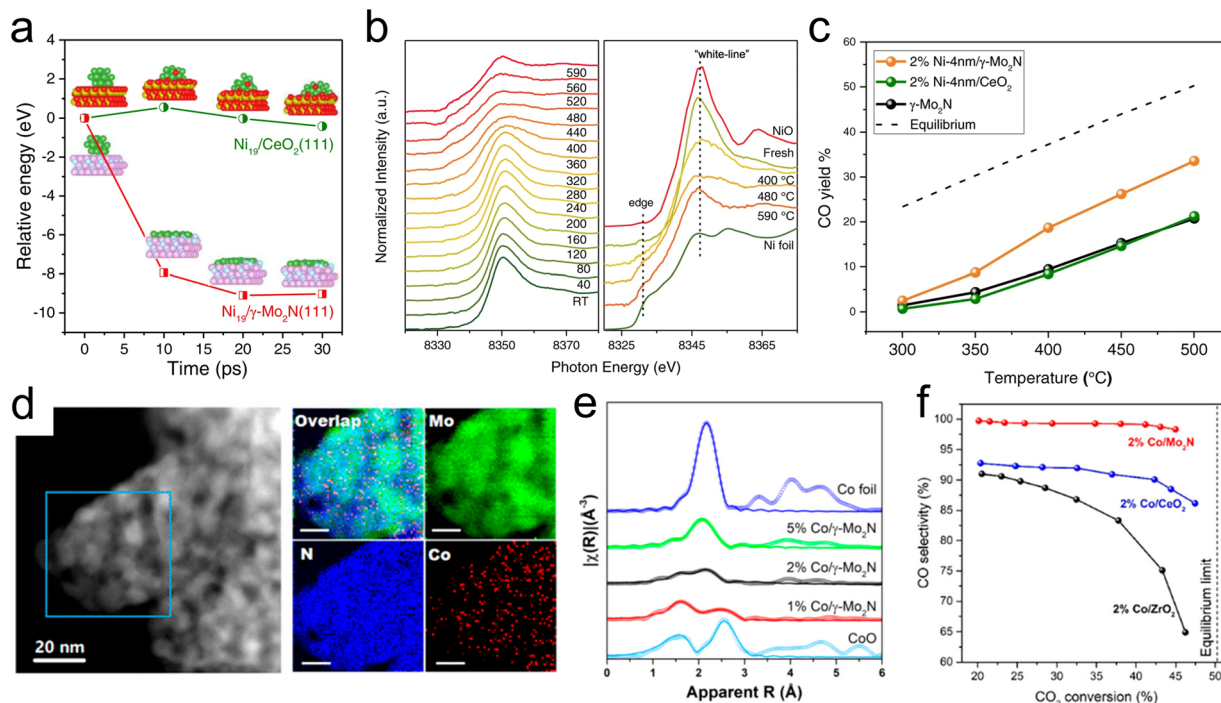 a
Relative energy (eV)
4
2
0
-2
-4
-6
-8
-10
Ni₁₉/CeO₂(111)
Ni₁₉/γ-Mo₂N(111)
0
5
10
15
20
25
30
35
Time (ps)
b
Normalized Intensity (a.u.)
590
560
520
480
440
400
360
320
280
240
200
160
120
80
40
RT
8330
8350
8370
"white-line"
edge
NiO
Fresh
400 °C
480 °C
590 °C
Ni foil
8325
8345
8365
Photon Energy (eV)
c
CO yield %
60
50
40
30
20
10
0
2% Ni-4nm/γ-Mo₂N
2% Ni-4nm/CeO₂
γ-Mo₂N
Equilibrium
300
350
400
450
500
Temperature (°C)
d
20 nm
Overlap
Mo
N
Co
e
|χ(R)|(Å⁻³)
Co foil
5% Co/γ-Mo₂N
2% Co/γ-Mo₂N
1% Co/γ-Mo₂N
CoO
0
1
2
3
4
5
6
Apparent R (Å)
f
CO selectivity (%)
100
95
90
85
80
75
70
65
60
2% Co/Mo₂N
2% Co/CeO₂
2% Co/ZrO₂
Equilibrium limit
20
25
30
35
40
45
50
CO₂ conversion (%)